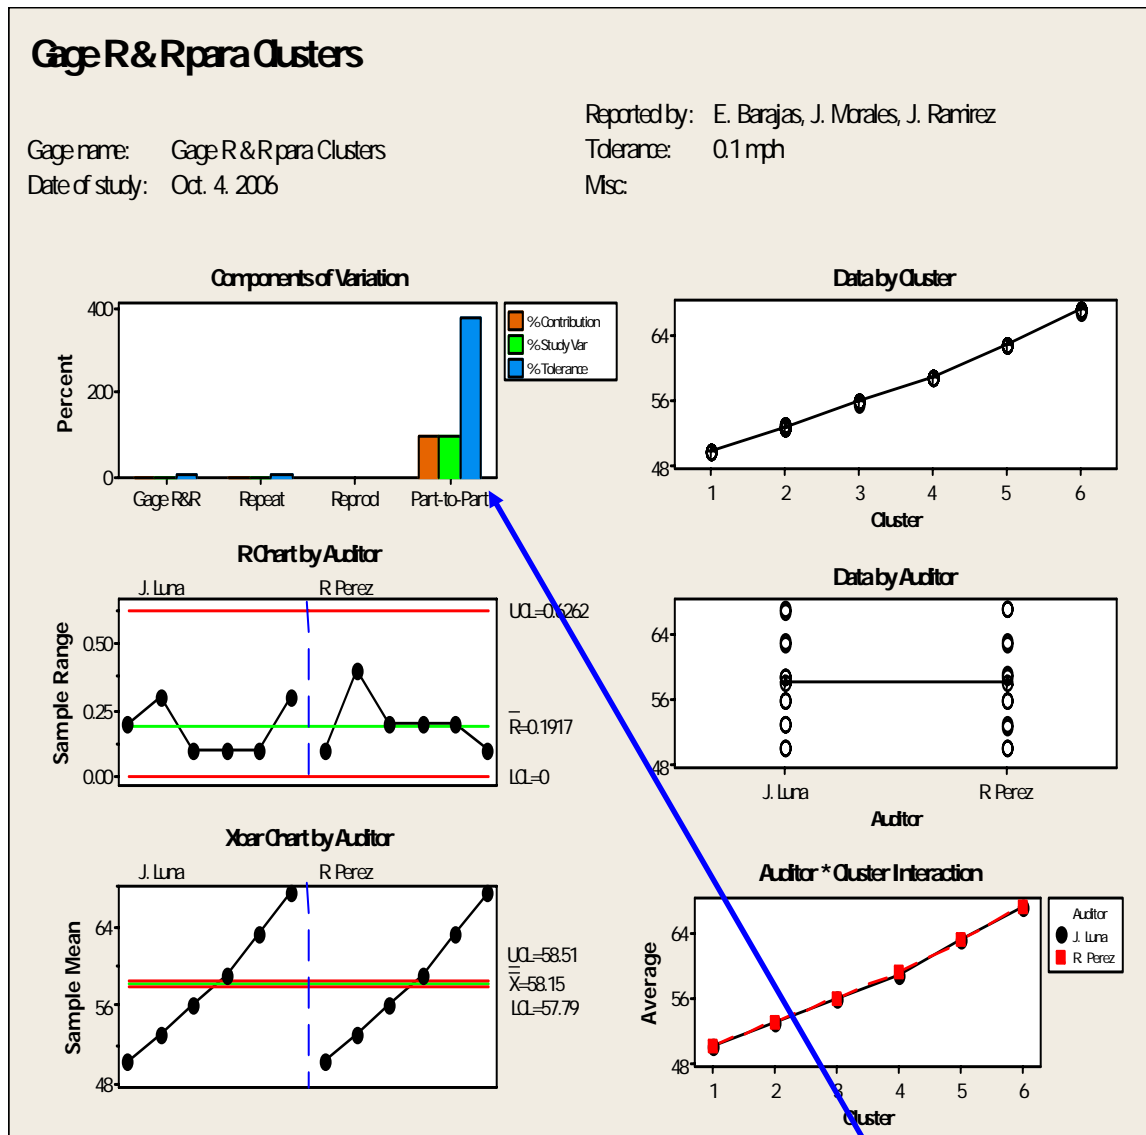 Gage R & R para Clusters
Reported by: E. Barajas, J. Morales, J. Ramirez
Gage name: Gage R & R para Clusters
Tolerance: 0.1 mph
Date of study: Oct. 4. 2006
Misc:
Components of Variation
400
200
0
Percent
Gage R&R Repeat Reprod Part-to-Part
% Contribution
% Study Var
% Tolerance
Data by Cluster
64
56
48
1 2 3 4 5 6
Cluster
R Chart by Auditor
J. Luna R Perez
Sample Range
0.50
0.25
0.00
UCL=0.6262
R=0.1917
LCL=0
Data by Auditor
64
56
48
J. Luna R Perez
Auditor
Xbar Chart by Auditor
J. Luna R Perez
Sample Mean
64
56
48
UCL=58.51
X=58.15
LCL=57.79
Auditor * Cluster Interaction
Average
64
56
48
1 2 3 4 5 6
Cluster
Auditor
J. Luna
R Perez